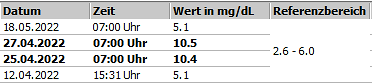 Datum Zeit Wert in mg/dL Referenzbereich
18.05.2022 07:00 Uhr 5.1
27.04.2022 07:00 Uhr 10.5
2.6 - 6.0
25.04.2022 07:00 Uhr 10.4
12.04.2022 15:31 Uhr 5.1